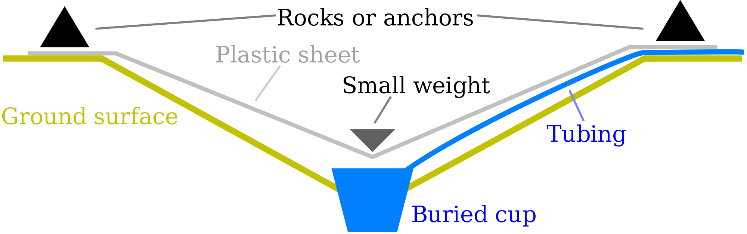 Rocks or anchors
Plastic sheet
Small weight
Ground surface
Tubing
Buried cup